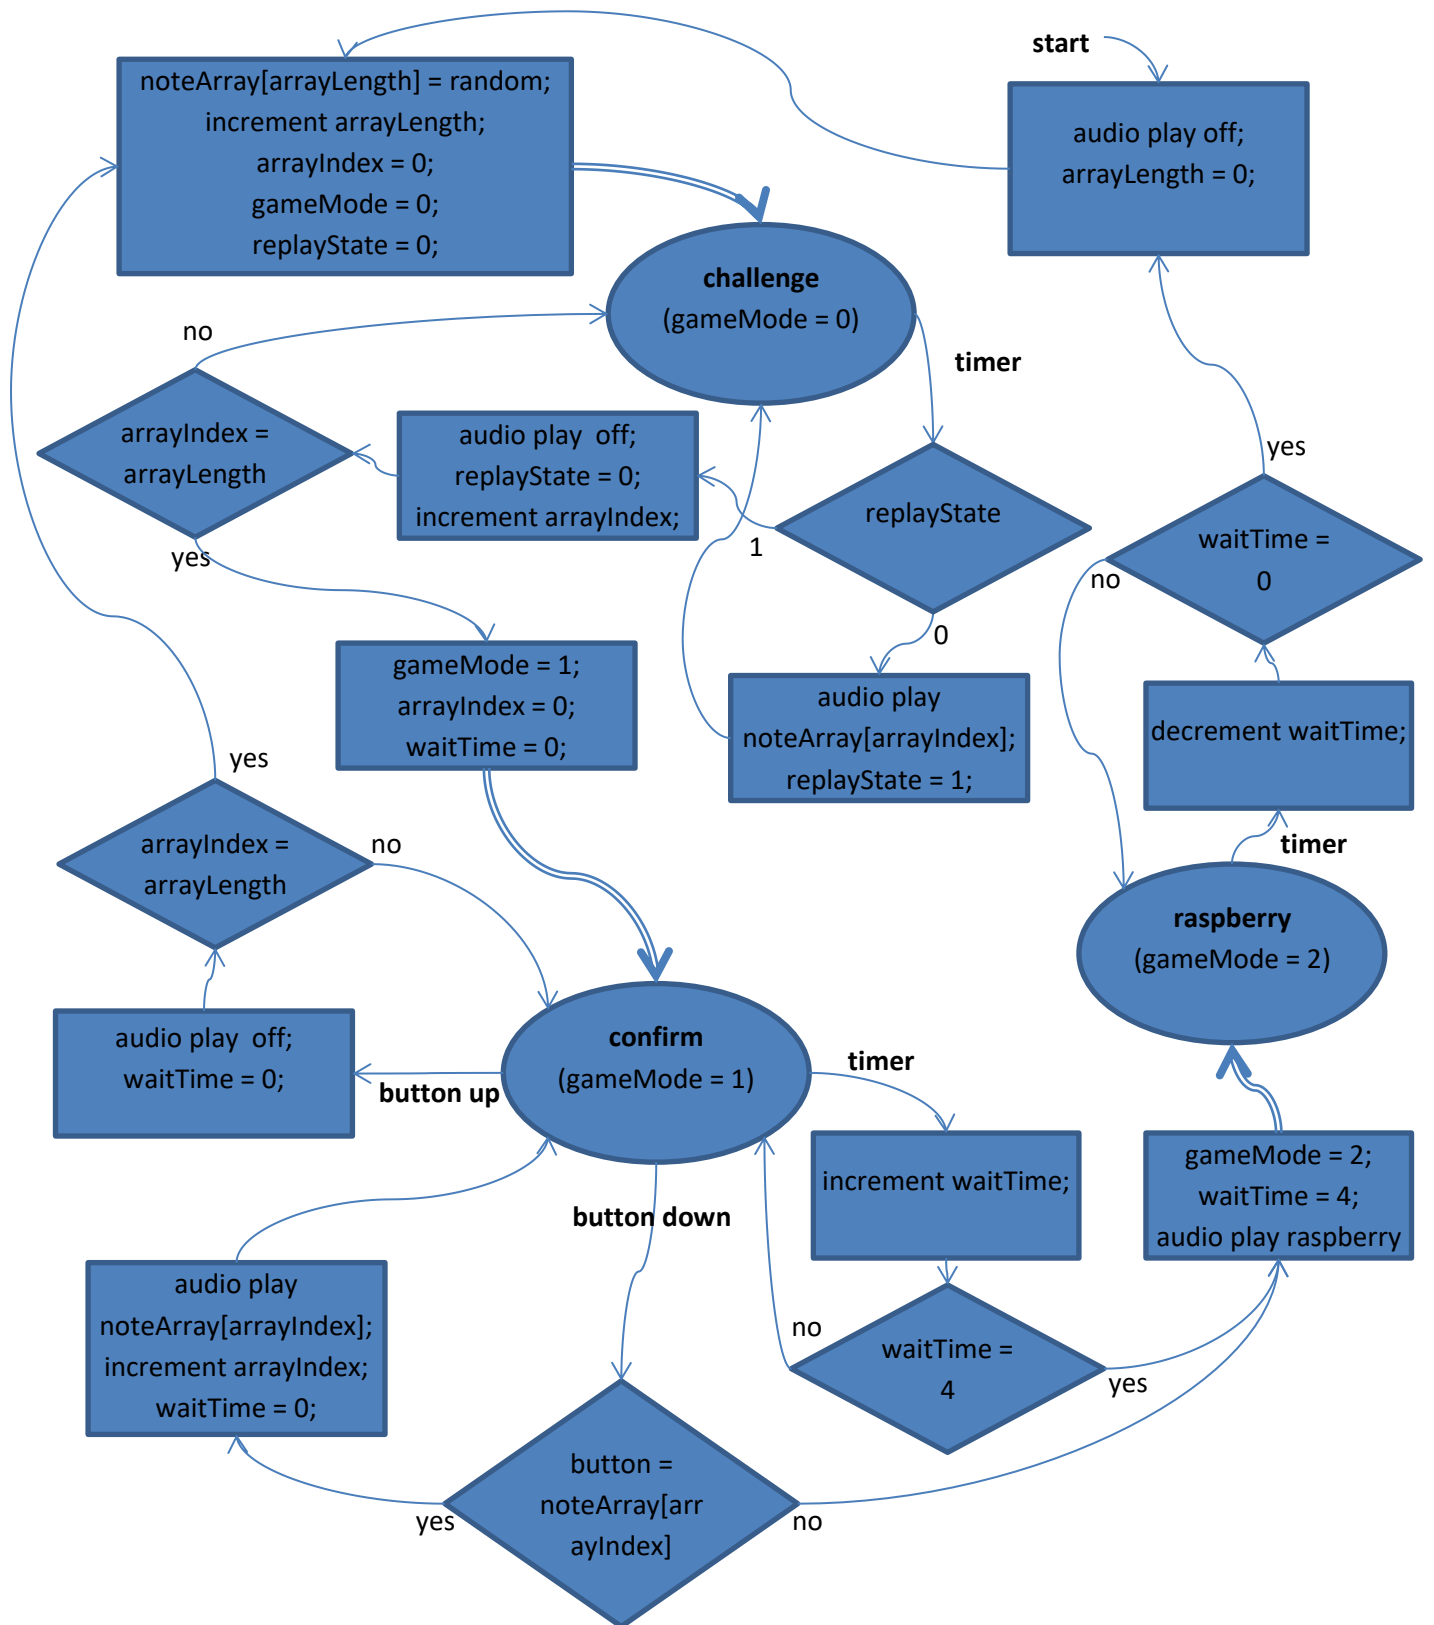 start
noteArray[arrayLength] = random;
increment arrayLength;
arrayIndex = 0;
gameMode = 0;
replayState = 0;
audio play off;
arrayLength = 0;
challenge
(gameMode = 0)
no
timer
arrayIndex =
arrayLength
audio play  off;
replayState = 0;
increment arrayIndex;
replayState
yes
waitTime =
0
yes
1
no
0
gameMode = 1;
arrayIndex = 0;
waitTime = 0;
audio play
noteArray[arrayIndex];
replayState = 1;
decrement waitTime;
yes
arrayIndex =
arrayLength
no
timer
raspberry
(gameMode = 2)
audio play  off;
waitTime = 0;
confirm
(gameMode = 1)
timer
button up
increment waitTime;
gameMode = 2;
waitTime = 4;
audio play raspberry
button down
audio play
noteArray[arrayIndex];
increment arrayIndex;
waitTime = 0;
no
waitTime =
4
yes
button =
noteArray[arr
ayIndex]
yes
no